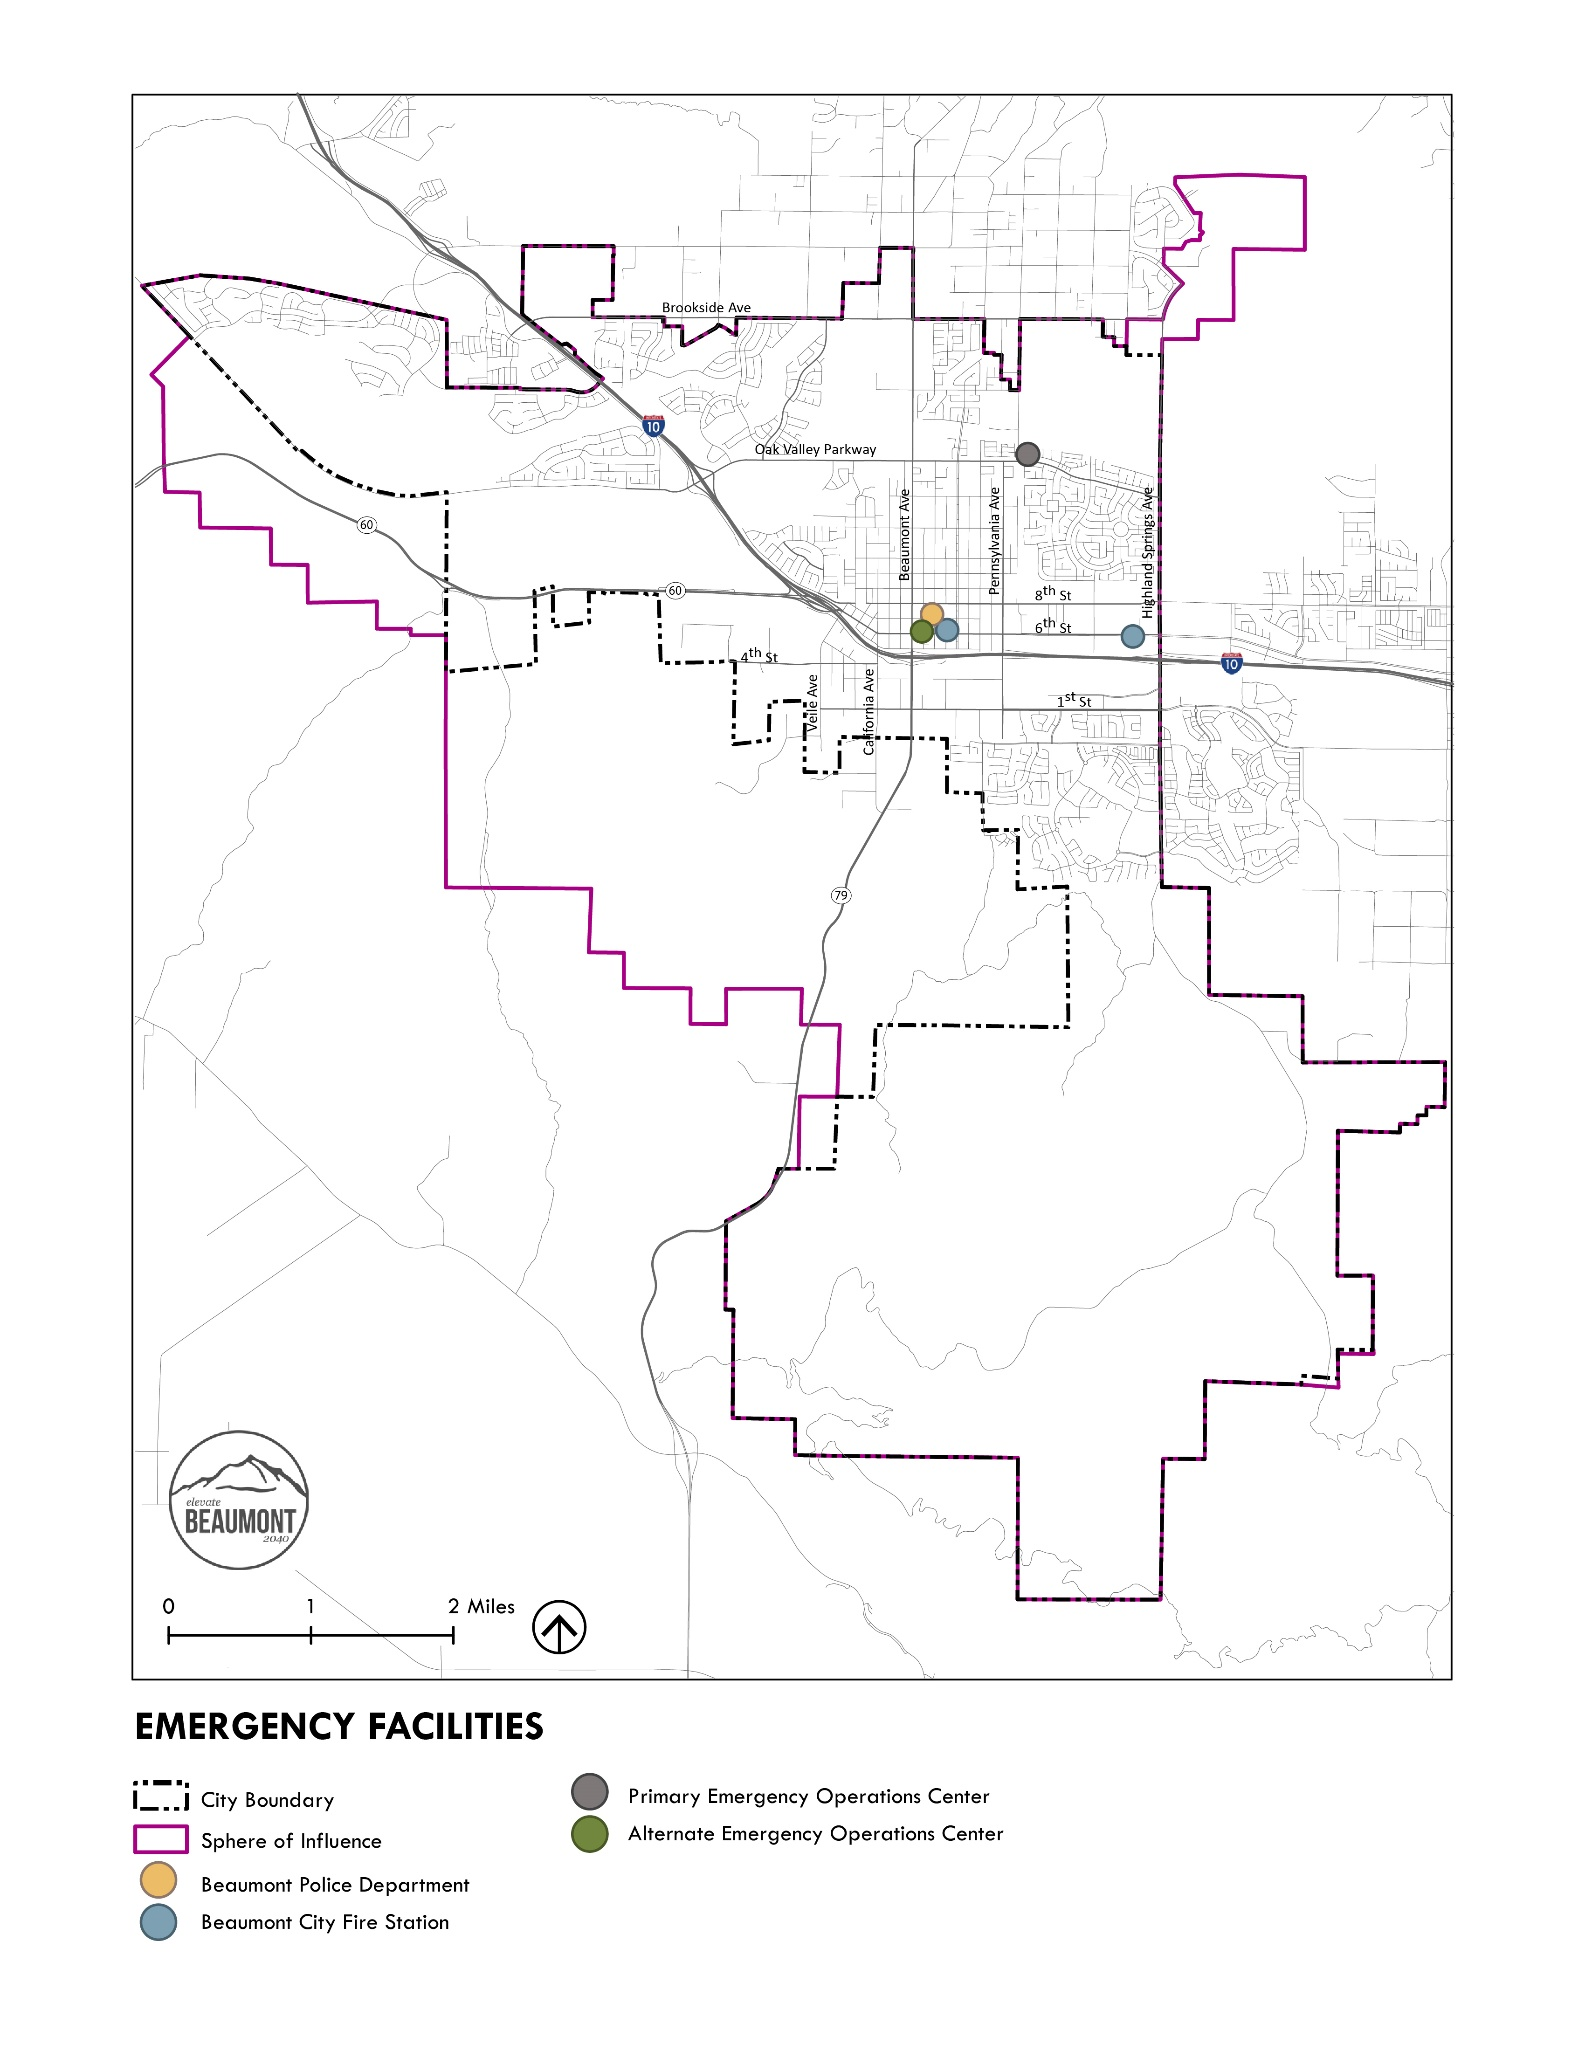 Brookside Ave
10
Oak Valley Parkway
Beaumont Ave
Pennsylvania Ave
Highland Springs Ave
60
60
8th St
6th St
4th St
10
Veile Ave
California Ave
1st St
79
elevate
BEAUMONT
2040
0 1 2 Miles
EMERGENCY FACILITIES
City Boundary
Sphere of Influence
Beaumont Police Department
Beaumont City Fire Station
Primary Emergency Operations Center
Alternate Emergency Operations Center